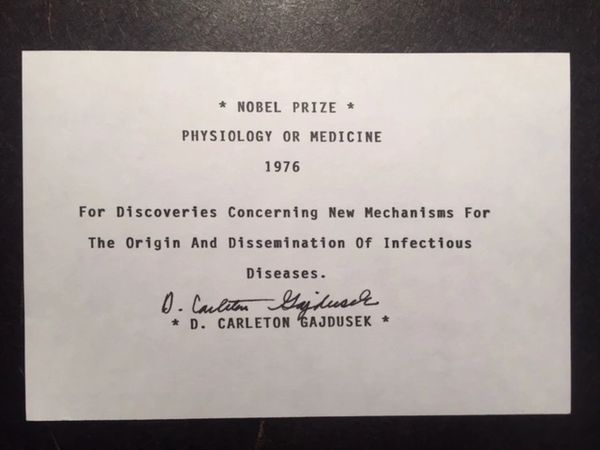 * NOBEL PRIZE *
PHYSIOLOGY OR MEDICINE
1976
For Discoveries Concerning New Mechanisms For
The Origin And Dissemination Of Infectious
Diseases.
D. Carleton Gajdusek
* D. CARLETON GAJDUSEK *